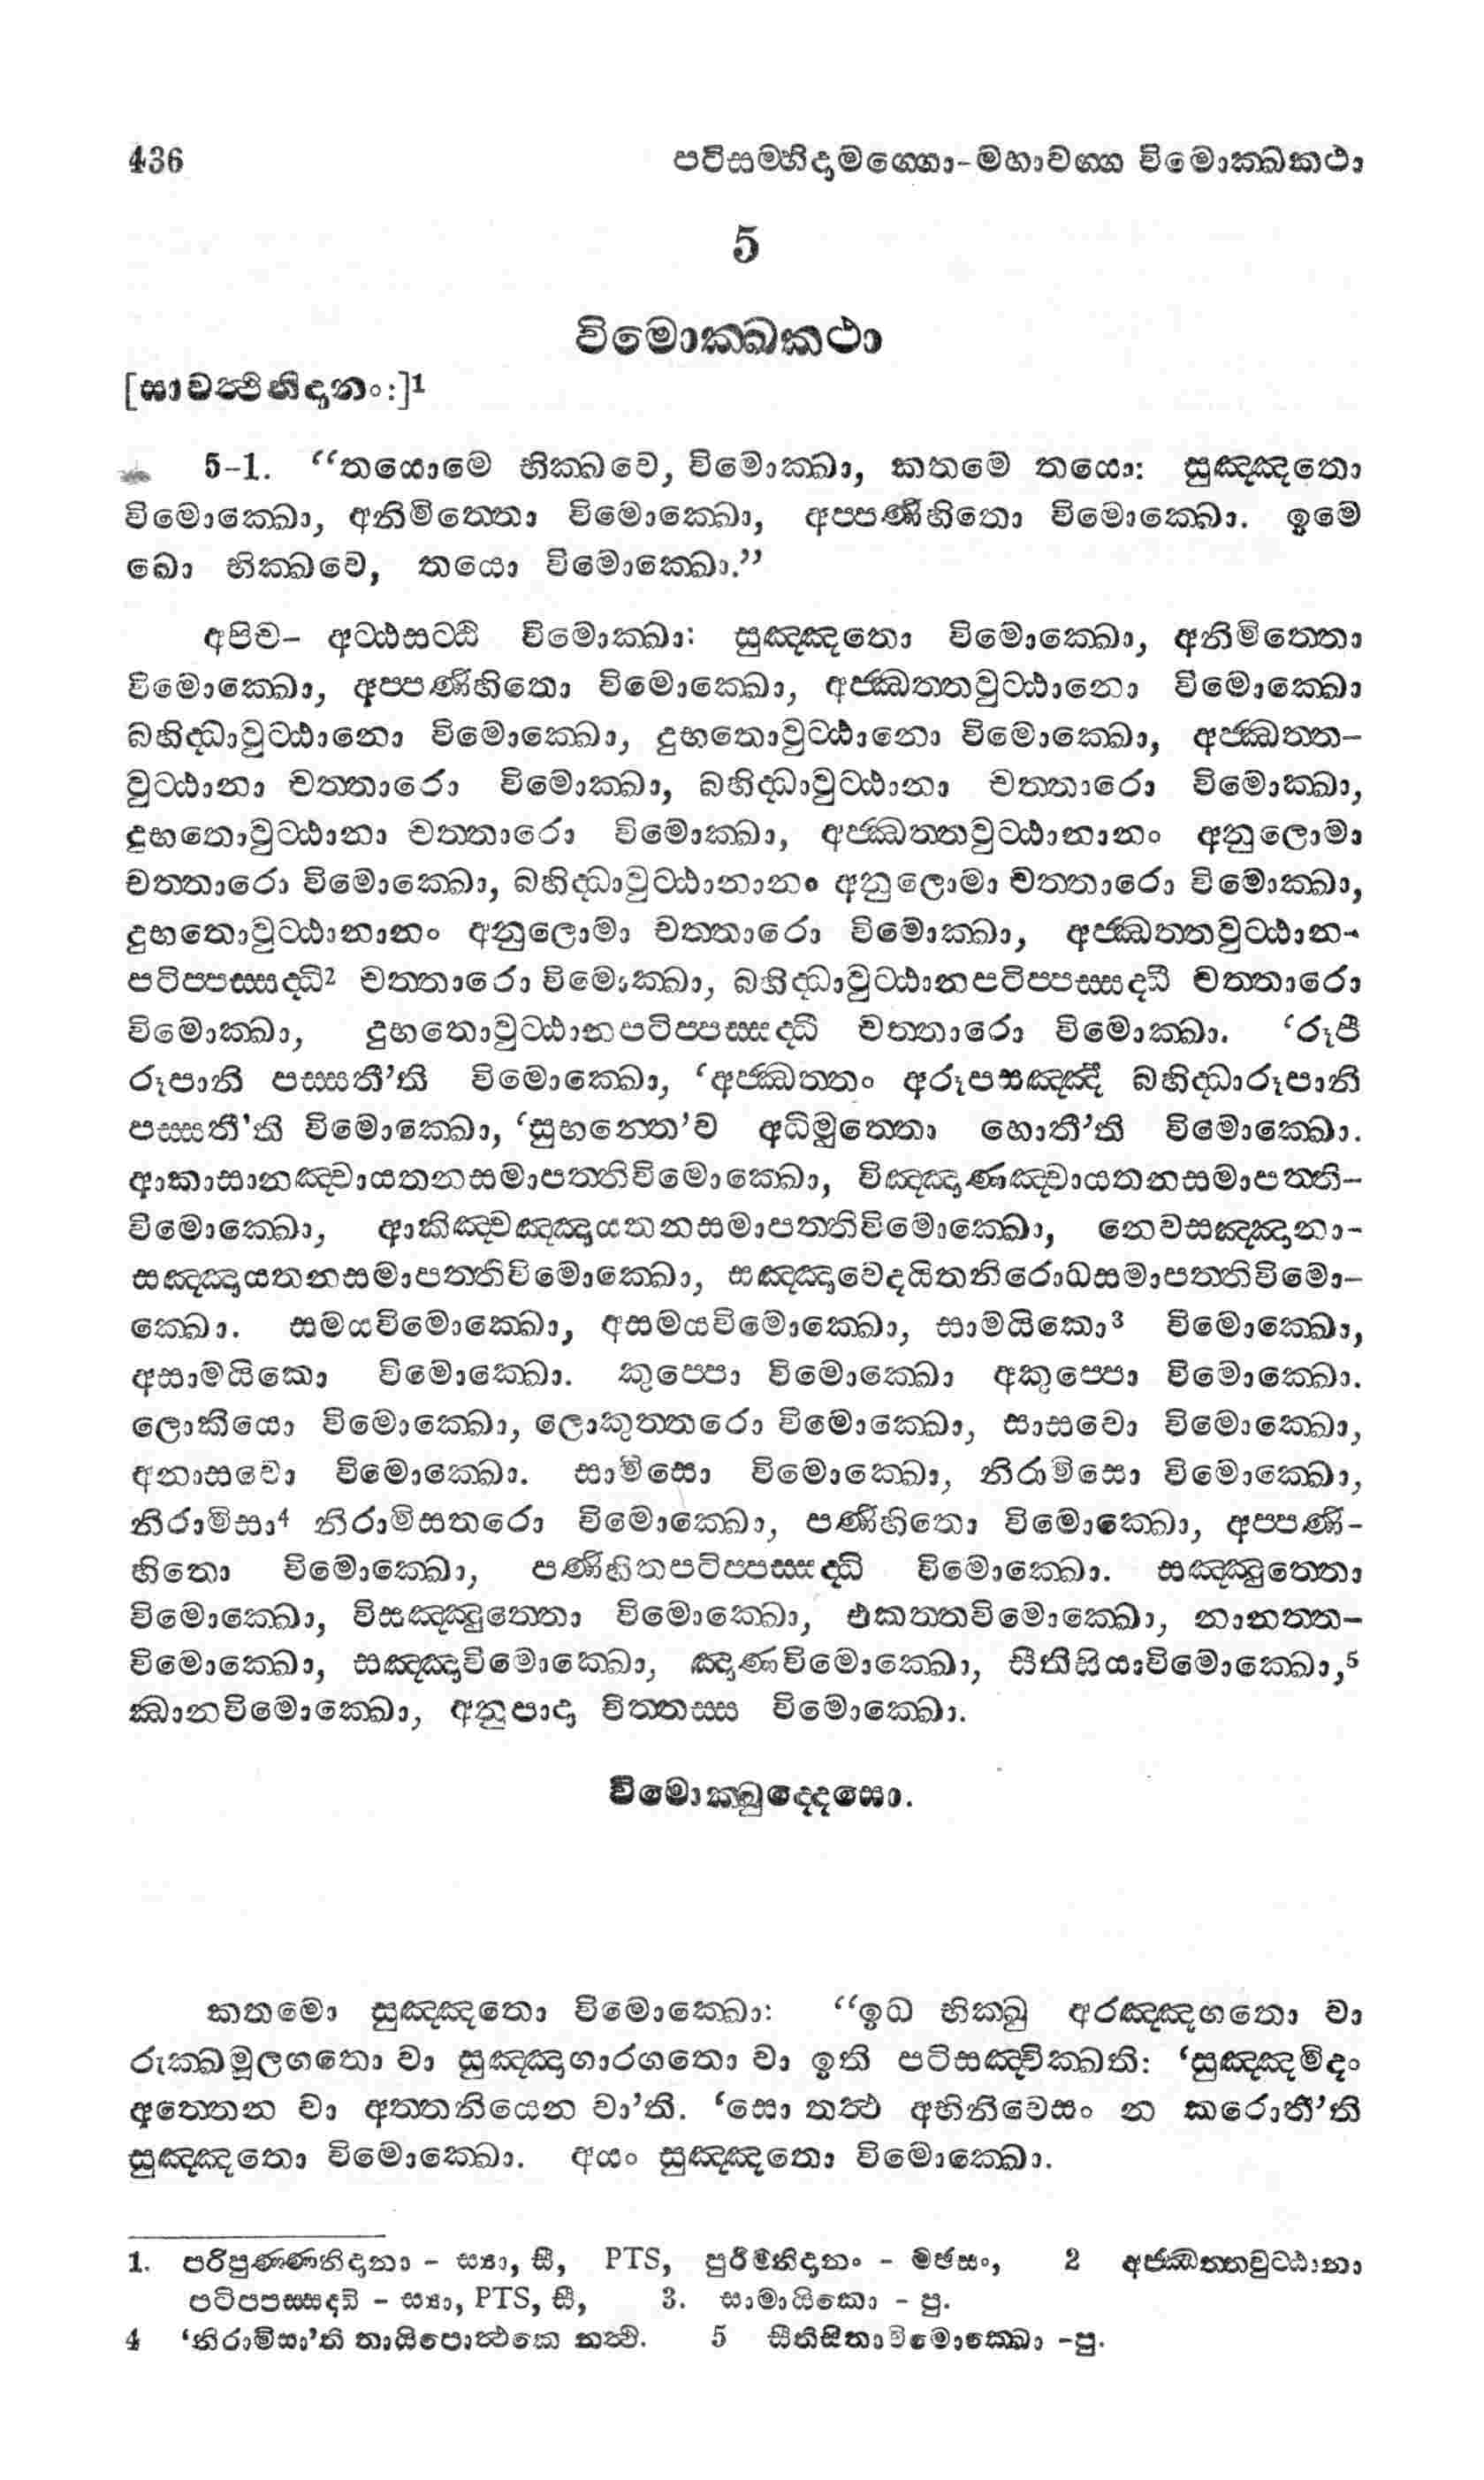 436 පටිසම්භිදාමග්ගො-මහාවග්ග විමොක්ඛකථා
5
විමොක්ඛකථා
[සාවත්ථිනිදානං:]1
5-1. “තයොමෙ භික්ඛවෙ, විමොක්ඛා, කතමෙ තයො: සුඤ්ඤතො
විමොක්ඛො, අනිමිත්තො විමොක්ඛො, අප්පණිහිතො විමොක්ඛො. ඉමෙ
ඛො භික්ඛවෙ, තයො විමොක්ඛො.”
අපිච- අට්ඨසට්ඨි විමොක්ඛා: සුඤ්ඤතො විමොක්ඛො, අනිමිත්තො
විමොක්ඛො, අප්පණිහිතො විමොක්ඛො, අජ්ඣත්තවුට්ඨානො විමොක්ඛො
බහිද්ධාවුට්ඨානො විමොක්ඛො, දුභතොවුට්ඨානො විමොක්ඛො, අජ්ඣත්ත-
වුට්ඨානා චත්තාරො විමොක්ඛා, බහිද්ධාවුට්ඨානා චත්තාරො විමොක්ඛා,
දුභතොවුට්ඨානා චත්තාරො විමොක්ඛා, අජ්ඣත්තවුට්ඨානානං අනුලොමා
චත්තාරො විමොක්ඛො, බහිද්ධාවුට්ඨානානං අනුලොමා චත්තාරො විමොක්ඛා,
දුභතොවුට්ඨානානං අනුලොමා චත්තාරො විමොක්ඛා, අජ්ඣත්තවුට්ඨාන-
පටිප්පස්සද්ධි2 චත්තාරො විමොක්ඛා, බහිද්ධාවුට්ඨානපටිප්පස්සද්ධී චත්තාරො
විමොක්ඛා, දුභතොවුට්ඨානපටිප්පස්සද්ධී චත්තාරො විමොක්ඛා. ‘රූපී
රූපානි පස්සතී’ති විමොක්ඛො, ‘අජ්ඣත්තං අරූපසඤ්ඤී බහිද්ධාරූපානි
පස්සතී’ති විමොක්ඛො, ‘සුභන්තෙ’ව අධිමුත්තො හොතී’ති විමොක්ඛො.
ආකාසානඤ්චායතනසමාපත්තිවිමොක්ඛො, විඤ්ඤාණඤ්චායතනසමාපත්ති-
විමොක්ඛො, ආකිඤ්චඤ්ඤායතනසමාපත්තිවිමොක්ඛො, නෙවසඤ්ඤානා-
සඤ්ඤායතනසමාපත්තිවිමොක්ඛො, සඤ්ඤාවෙදයිතනිරොධසමාපත්තිවිමො-
ක්ඛො. සමයවිමොක්ඛො, අසමයවිමොක්ඛො, සාමයිකො3 විමොක්ඛො,
අසාමයිකො විමොක්ඛො. කුප්පො විමොක්ඛො අකුප්පො විමොක්ඛො.
ලොකියො විමොක්ඛො, ලොකුත්තරො විමොක්ඛො, සාසවො විමොක්ඛො,
අනාසවො විමොක්ඛො. සාමිසො විමොක්ඛො, නිරාමිසො විමොක්ඛො,
නිරාමිසා4 නිරාමිසතරො විමොක්ඛො, පණිහිතො විමොක්ඛො, අප්පණි-
හිතො විමොක්ඛො, පණිහිතපටිප්පස්සද්ධි විමොක්ඛො. සඤ්ඤුත්තො
විමොක්ඛො, විසඤ්ඤුත්තො විමොක්ඛො, එකත්තවිමොක්ඛො, නානත්ත-
විමොක්ඛො, සඤ්ඤාවිමොක්ඛො, ඤාණවිමොක්ඛො, සීතිසියාවිමොක්ඛො,5
ඣානවිමොක්ඛො, අනුපාදා චිත්තස්ස විමොක්ඛො.
විමොක්ඛුද්දෙසො.
කතමො සුඤ්ඤතො විමොක්ඛො: “ඉධ භික්ඛු අරඤ්ඤගතො වා
රුක්ඛමූලගතො වා සුඤ්ඤාගාරගතො වා ඉති පටිසඤ්චික්ඛති: ‘සුඤ්ඤමිදං
අත්තෙන වා අත්තනියෙන වා’ති. ‘සො තත්ථ අභිනිවෙසං න කරොතී’ති
සුඤ්ඤතො විමොක්ඛො. අයං සුඤ්ඤතො විමොක්ඛො.
1. පරිපුණ්ණනිදානා - ස්‍යා, සී, PTS, පුරිමනිදානං - මඡසං, 2 අජ්ඣත්තවුට්ඨානා
පටිපපස්සද්ධි - ස්‍යා, PTS, සී, 3. සාමායිකො - පු.
4 ‘නිරාමිසා’ති තායිපොත්ථකෙ නත්ථි. 5 සීතිසිතාවිමොක්ඛො -පු.